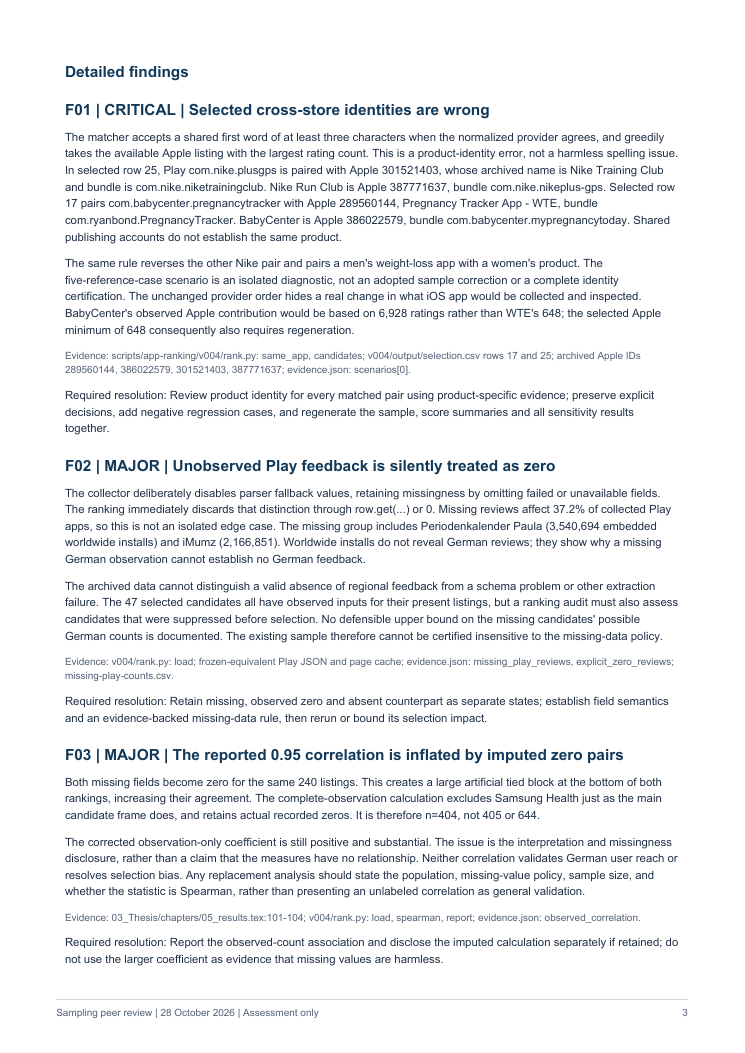 Detailed findings
F01 | CRITICAL | Selected cross-store identities are wrong
The matcher accepts a shared first word of at least three characters when the normalized provider agrees, and greedily
takes the available Apple listing with the largest rating count. This is a product-identity error, not a harmless spelling issue.
In selected row 25, Play com.nike.plusgps is paired with Apple 301521403, whose archived name is Nike Training Club
and bundle is com.nike.niketrainingclub. Nike Run Club is Apple 387771637, bundle com.nike.nikeplus-gps. Selected row
17 pairs com.babycenter.pregnancytracker with Apple 289560144, Pregnancy Tracker App - WTE, bundle
com.ryanbond.PregnancyTracker. BabyCenter is Apple 386022579, bundle com.babycenter.mypregnancytoday. Shared
publishing accounts do not establish the same product.
The same rule reverses the other Nike pair and pairs a men's weight-loss app with a women's product. The
five-reference-case scenario is an isolated diagnostic, not an adopted sample correction or a complete identity
certification. The unchanged provider order hides a real change in what iOS app would be collected and inspected.
BabyCenter's observed Apple contribution would be based on 6,928 ratings rather than WTE's 648; the selected Apple
minimum of 648 consequently also requires regeneration.
Evidence: scripts/app-ranking/v004/rank.py: same_app, candidates; v004/output/selection.csv rows 17 and 25; archived Apple IDs
289560144, 386022579, 301521403, 387771637; evidence.json: scenarios[0].
Required resolution: Review product identity for every matched pair using product-specific evidence; preserve explicit
decisions, add negative regression cases, and regenerate the sample, score summaries and all sensitivity results
together.
F02 | MAJOR | Unobserved Play feedback is silently treated as zero
The collector deliberately disables parser fallback values, retaining missingness by omitting failed or unavailable fields.
The ranking immediately discards that distinction through row.get(...) or 0. Missing reviews affect 37.2% of collected Play
apps, so this is not an isolated edge case. The missing group includes Periodenkalender Paula (3,540,694 embedded
worldwide installs) and iMumz (2,166,851). Worldwide installs do not reveal German reviews; they show why a missing
German observation cannot establish no German feedback.
The archived data cannot distinguish a valid absence of regional feedback from a schema problem or other extraction
failure. The 47 selected candidates all have observed inputs for their present listings, but a ranking audit must also assess
candidates that were suppressed before selection. No defensible upper bound on the missing candidates' possible
German counts is documented. The existing sample therefore cannot be certified insensitive to the missing-data policy.
Evidence: v004/rank.py: load; frozen-equivalent Play JSON and page cache; evidence.json: missing_play_reviews, explicit_zero_reviews;
missing-play-counts.csv.
Required resolution: Retain missing, observed zero and absent counterpart as separate states; establish field semantics
and an evidence-backed missing-data rule, then rerun or bound its selection impact.
F03 | MAJOR | The reported 0.95 correlation is inflated by imputed zero pairs
Both missing fields become zero for the same 240 listings. This creates a large artificial tied block at the bottom of both
rankings, increasing their agreement. The complete-observation calculation excludes Samsung Health just as the main
candidate frame does, and retains actual recorded zeros. It is therefore n=404, not 405 or 644.
The corrected observation-only coefficient is still positive and substantial. The issue is the interpretation and missingness
disclosure, rather than a claim that the measures have no relationship. Neither correlation validates German user reach or
resolves selection bias. Any replacement analysis should state the population, missing-value policy, sample size, and
whether the statistic is Spearman, rather than presenting an unlabeled correlation as general validation.
Evidence: 03_Thesis/chapters/05_results.tex:101-104; v004/rank.py: load, spearman, report; evidence.json: observed_correlation.
Required resolution: Report the observed-count association and disclose the imputed calculation separately if retained; do
not use the larger coefficient as evidence that missing values are harmless.
Sampling peer review | 28 October 2026 | Assessment only
3